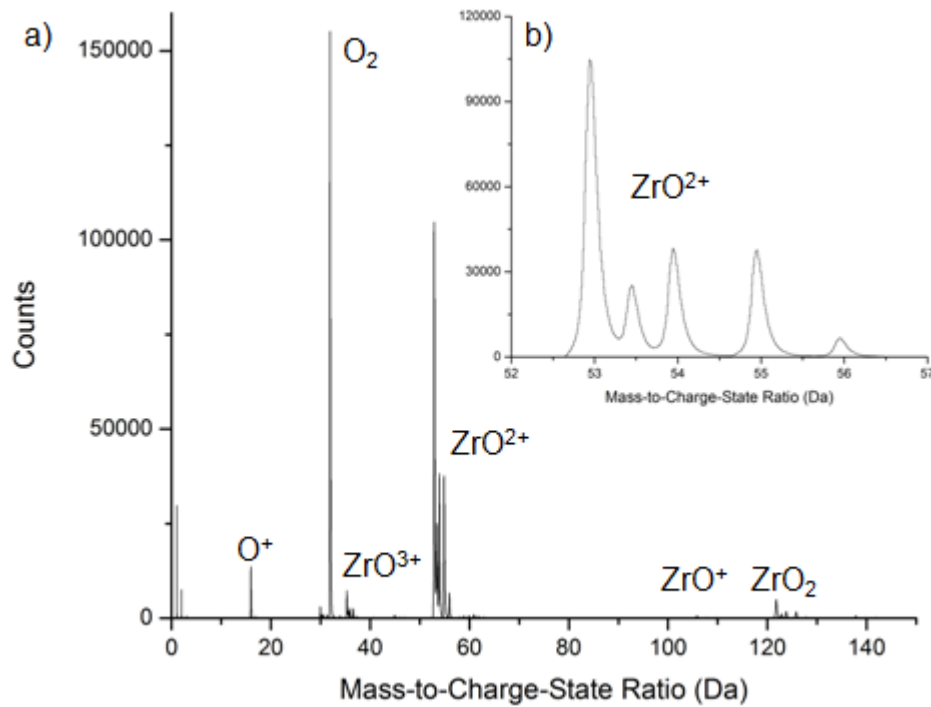 a)
150000
100000
50000
0
Counts
O₂
O⁺
ZrO³⁺
ZrO²⁺
ZrO⁺
ZrO₂
0 20 40 60 80 100 120 140
Mass-to-Charge-State Ratio (Da)
b)
120000
90000
60000
30000
0
ZrO²⁺
52 53 54 55 56 57
Mass-to-Charge-State Ratio (Da)